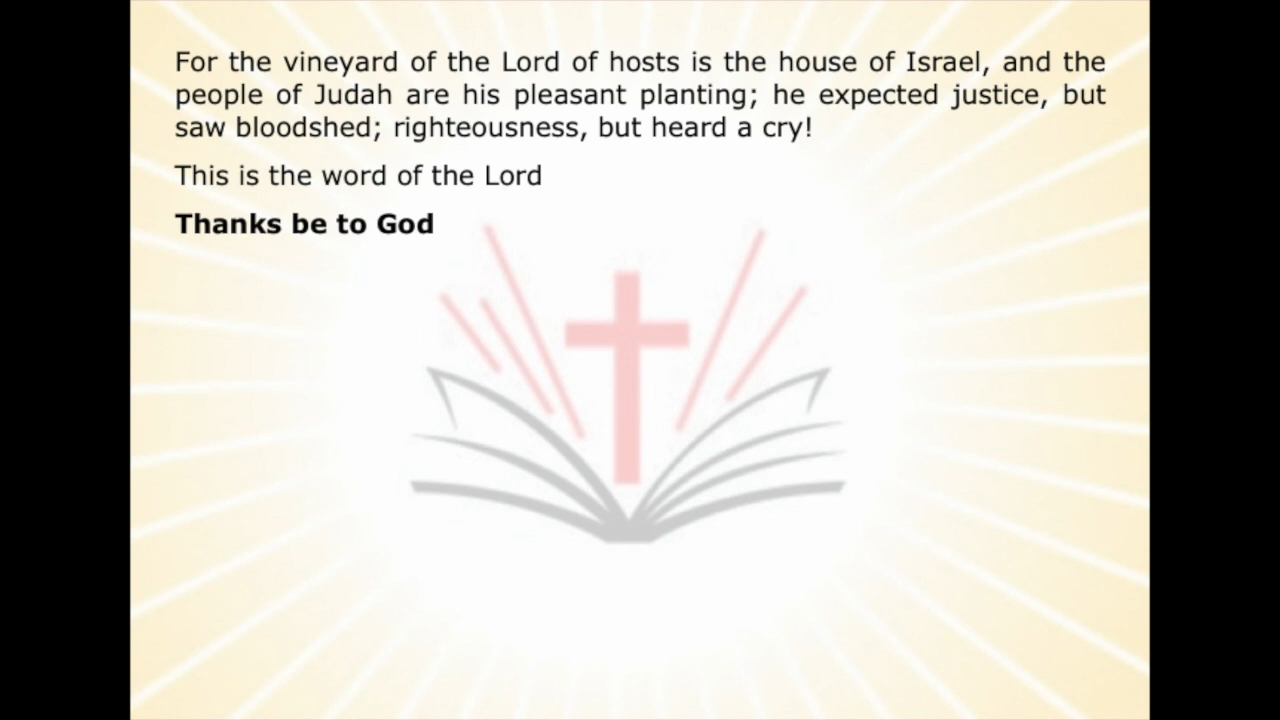 For the vineyard of the Lord of hosts is the house of Israel, and the
people of Judah are his pleasant planting; he expected justice, but
saw bloodshed; righteousness, but heard a cry!
This is the word of the Lord
Thanks be to God